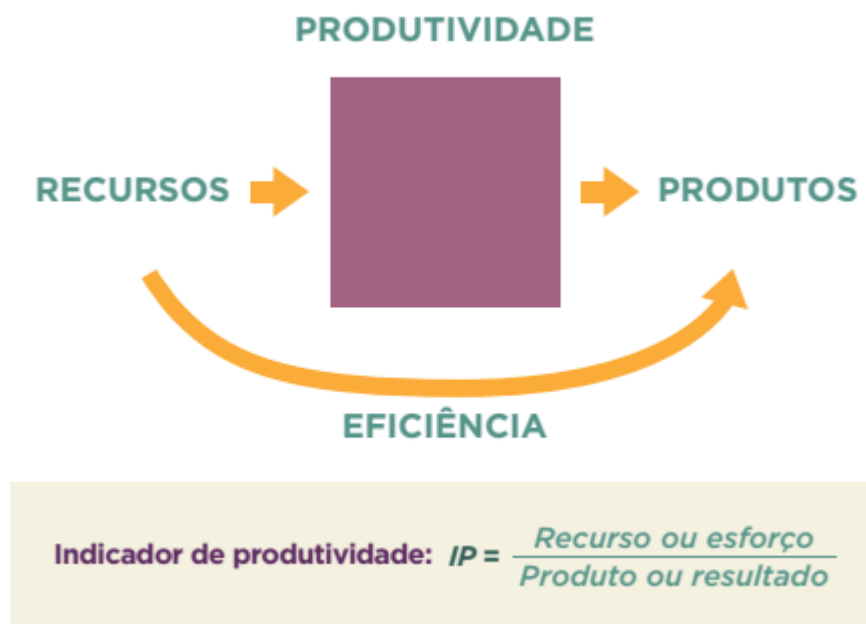 PRODUTIVIDADE
RECURSOS
PRODUTOS
EFICIÊNCIA
Indicador de produtividade: IP = Recurso ou esforço
Produto ou resultado